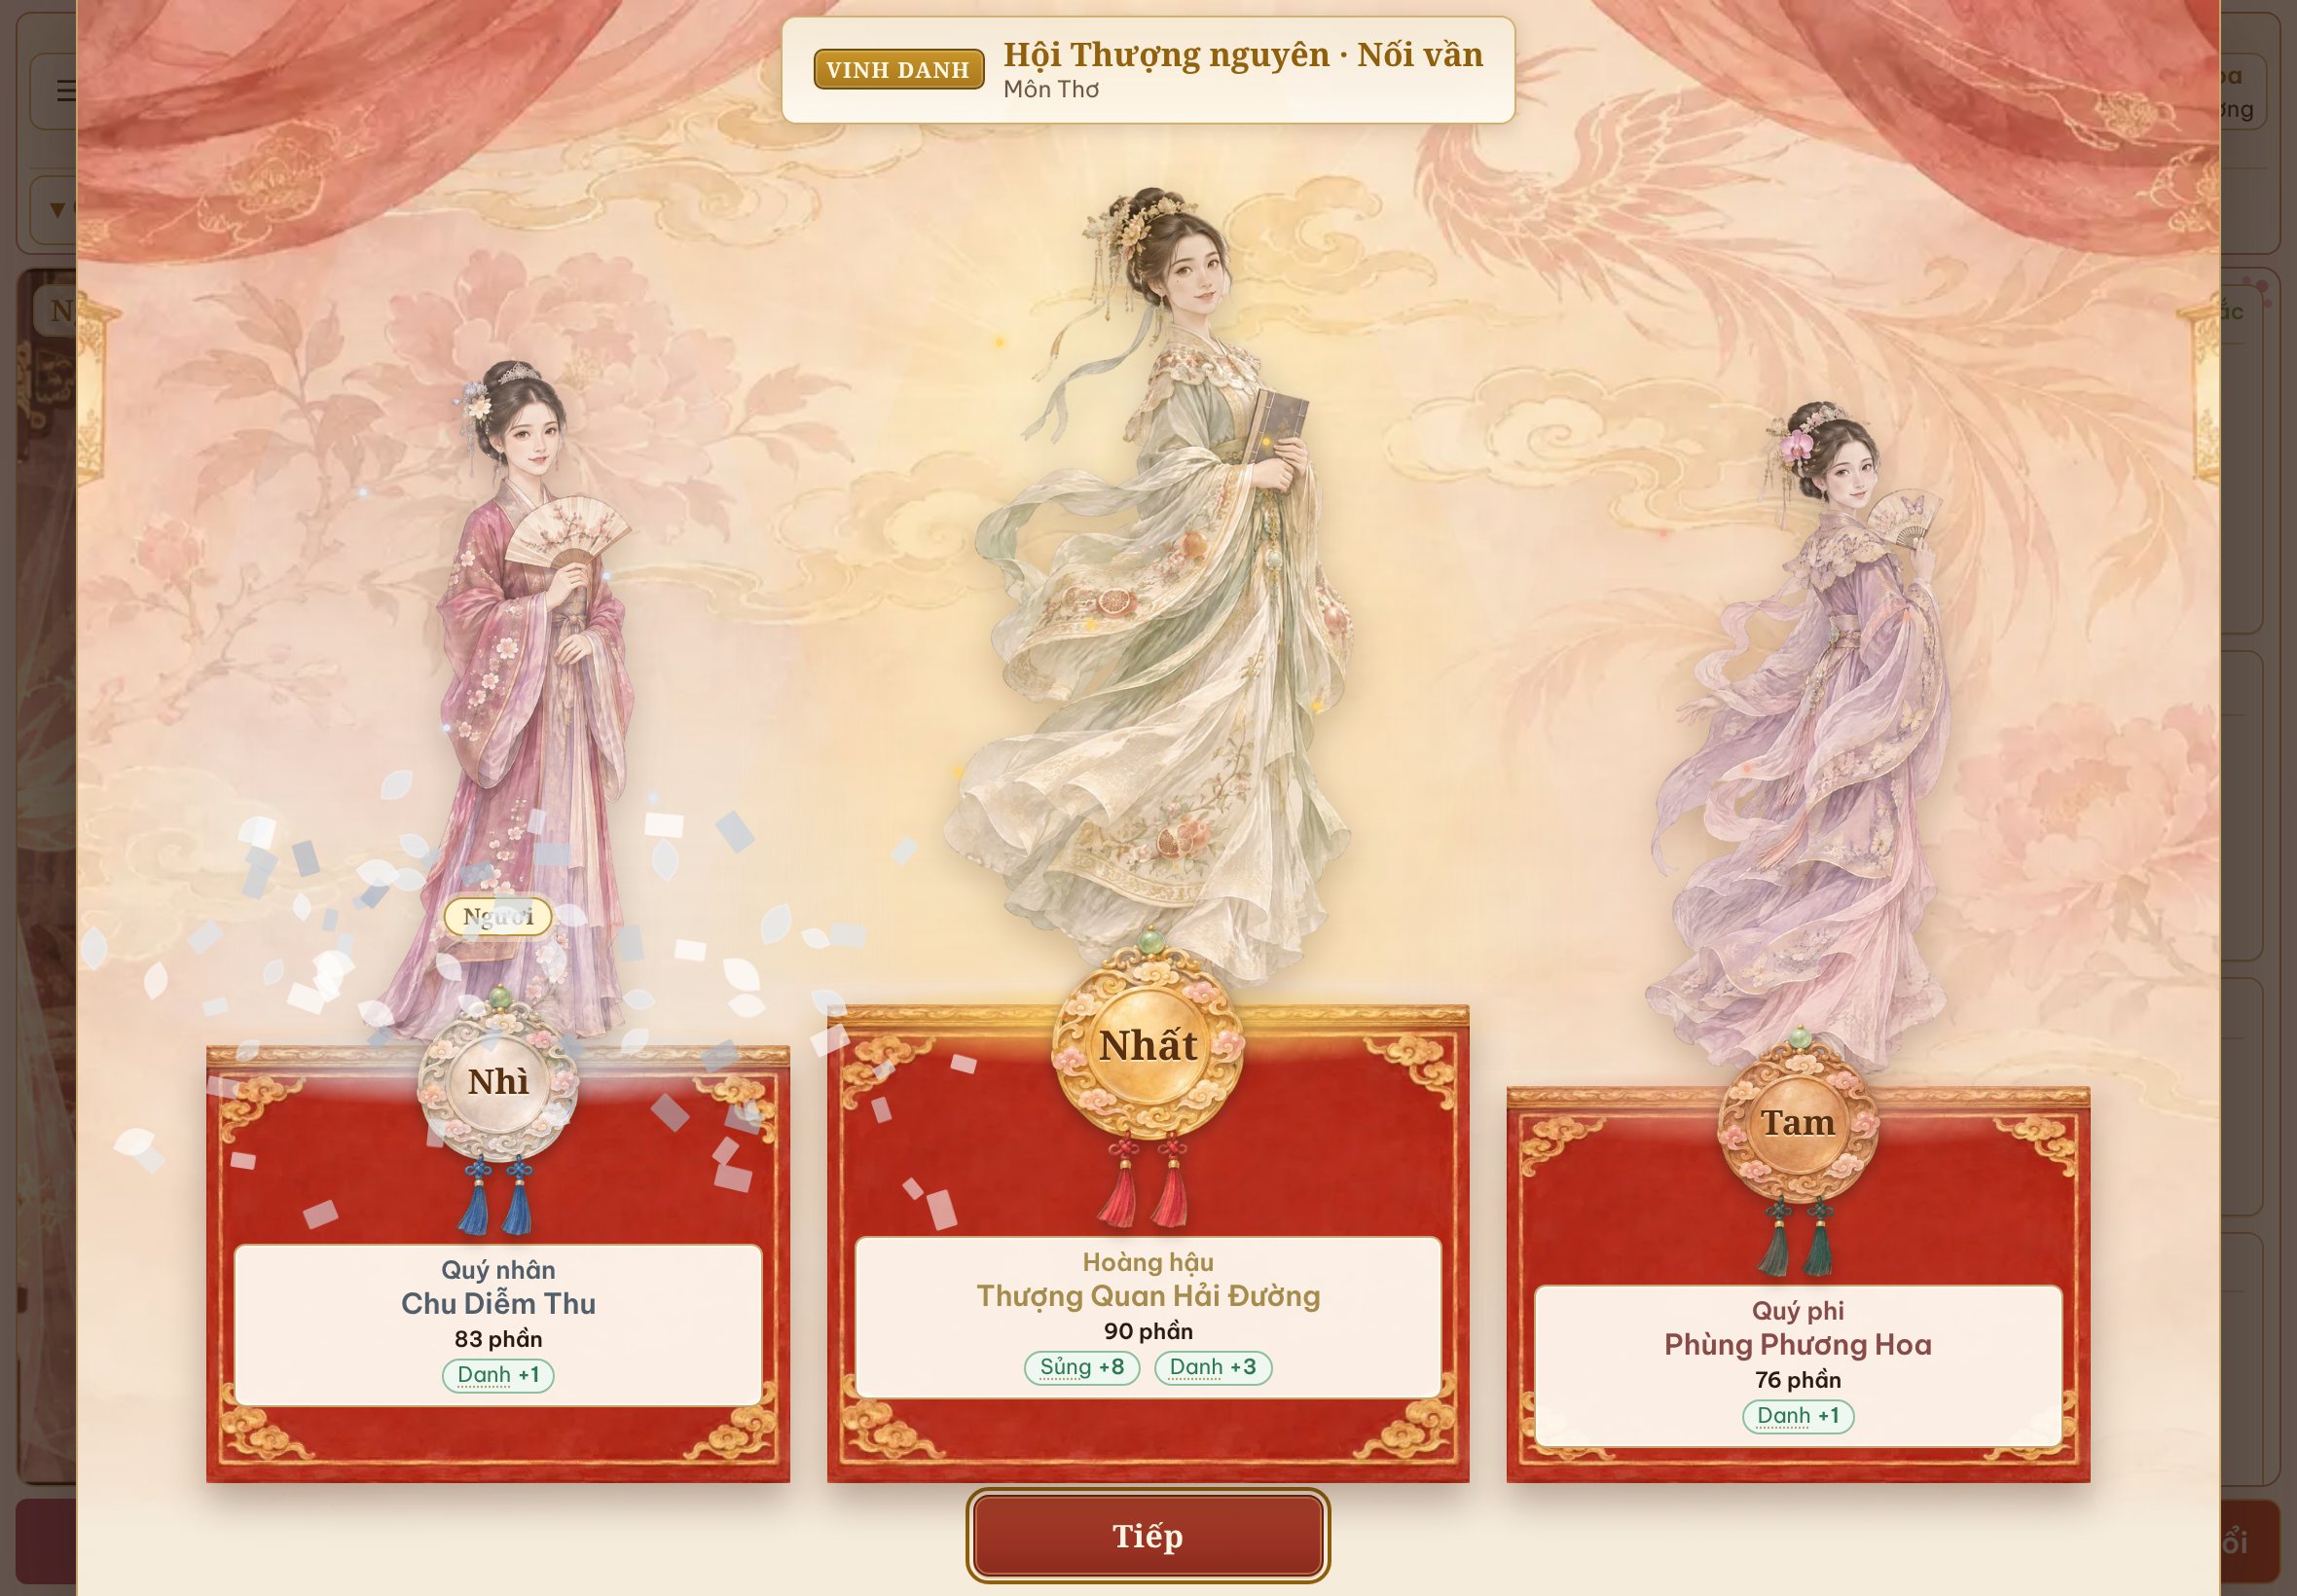 VINH DANH
Hội Thượng nguyên · Nối vần
Môn Thơ
Ngươi
Nhì
Quý nhân
Chu Diễm Thu
83 phần
Danh +1
Nhất
Hoàng hậu
Thượng Quan Hải Đường
90 phần
Sủng +8 Danh +3
Tam
Quý phi
Phùng Phương Hoa
76 phần
Danh +1
Tiếp